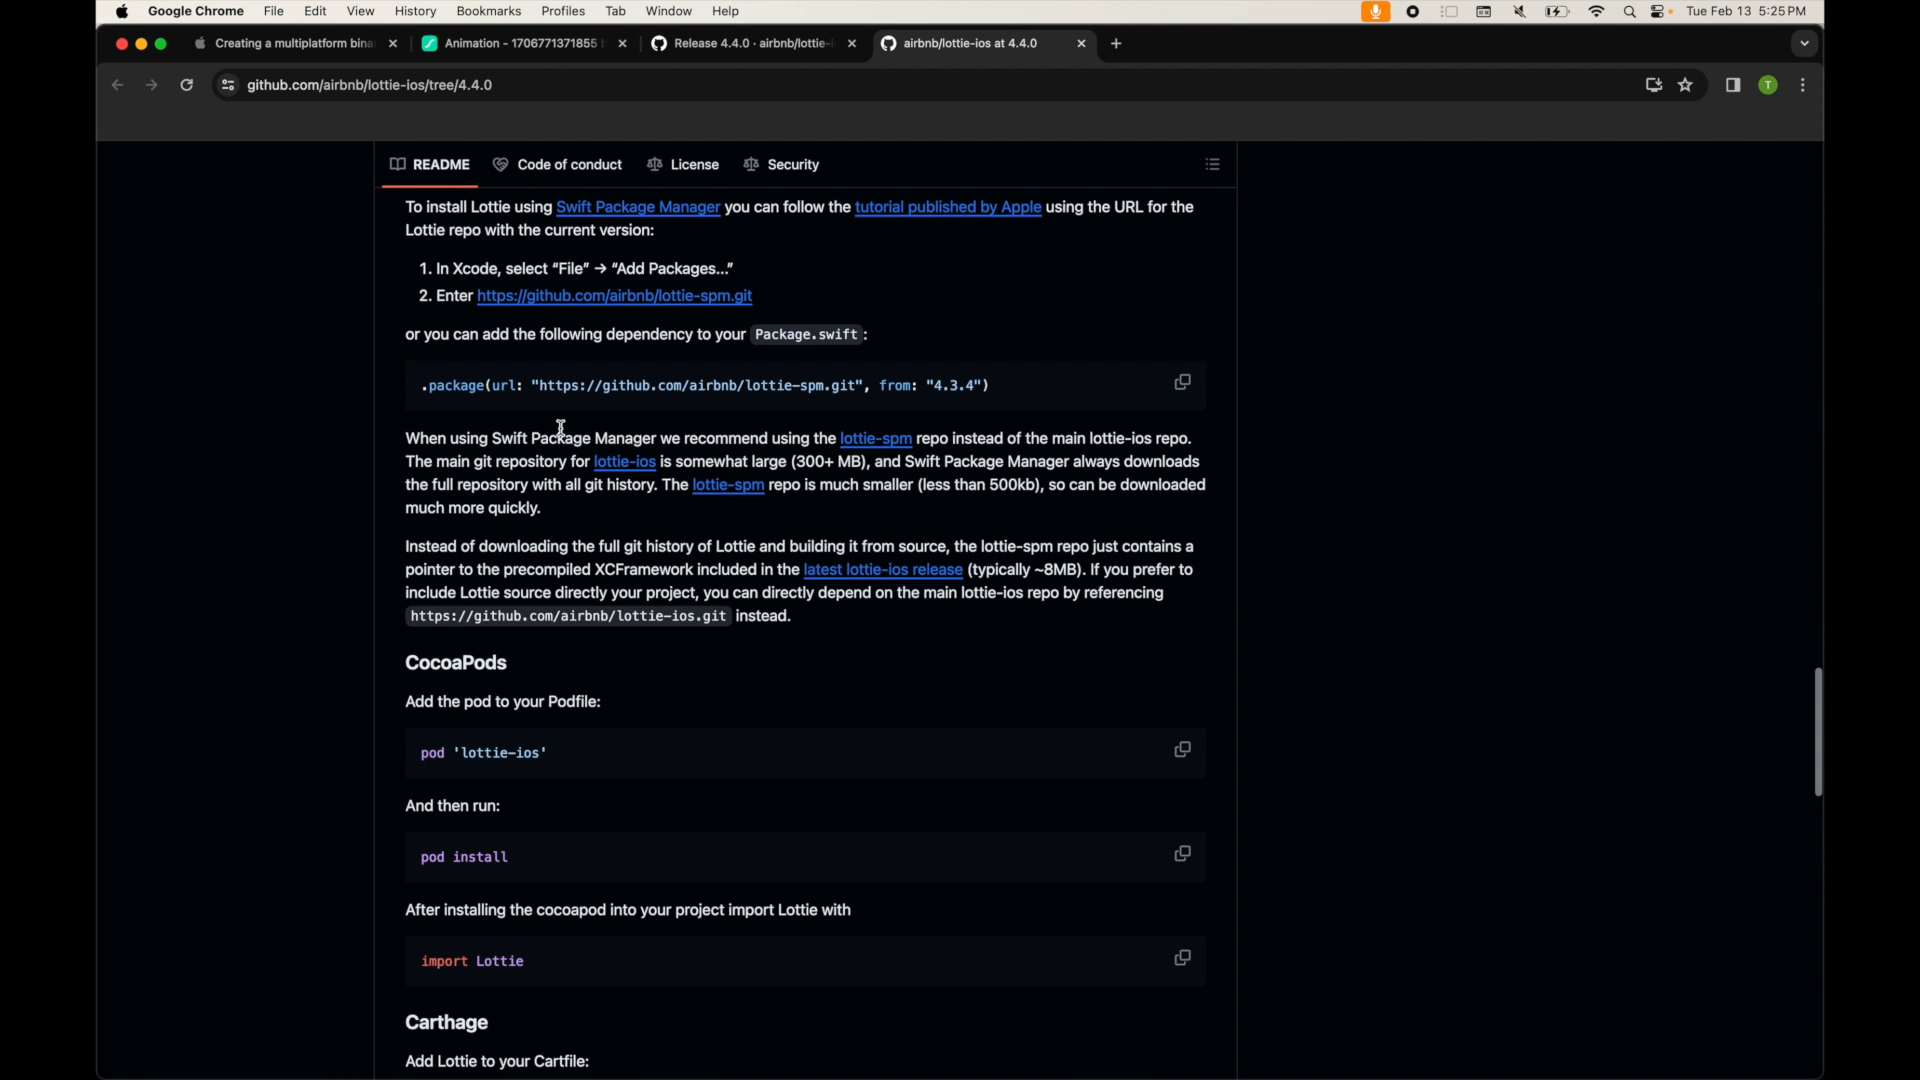 Google Chrome File Edit View History Bookmarks Profiles Tab Window Help Tue Feb 13 5:25 PM
Creating a multiplatform bina Animation - 1706771371855 Release 4.4.0 · airbnb/lottie- airbnb/lottie-ios at 4.4.0
github.com/airbnb/lottie-ios/tree/4.4.0 T
README Code of conduct License Security
To install Lottie using Swift Package Manager you can follow the tutorial published by Apple using the URL for the
Lottie repo with the current version:
1. In Xcode, select “File” → “Add Packages...”
2. Enter https://github.com/airbnb/lottie-spm.git
or you can add the following dependency to your Package.swift:
.package(url: "https://github.com/airbnb/lottie-spm.git", from: "4.3.4")
When using Swift Package Manager we recommend using the lottie-spm repo instead of the main lottie-ios repo.
The main git repository for lottie-ios is somewhat large (300+ MB), and Swift Package Manager always downloads
the full repository with all git history. The lottie-spm repo is much smaller (less than 500kb), so can be downloaded
much more quickly.
Instead of downloading the full git history of Lottie and building it from source, the lottie-spm repo just contains a
pointer to the precompiled XCFramework included in the latest lottie-ios release (typically ~8MB). If you prefer to
include Lottie source directly your project, you can directly depend on the main lottie-ios repo by referencing
https://github.com/airbnb/lottie-ios.git instead.
CocoaPods
Add the pod to your Podfile:
pod 'lottie-ios'
And then run:
pod install
After installing the cocoapod into your project import Lottie with
import Lottie
Carthage
Add Lottie to your Cartfile: